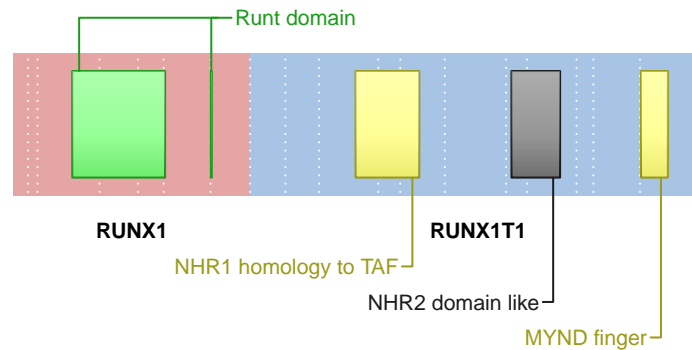 Runt domain
RUNX1
RUNX1T1
NHR1 homology to TAF
NHR2 domain like
MYND finger